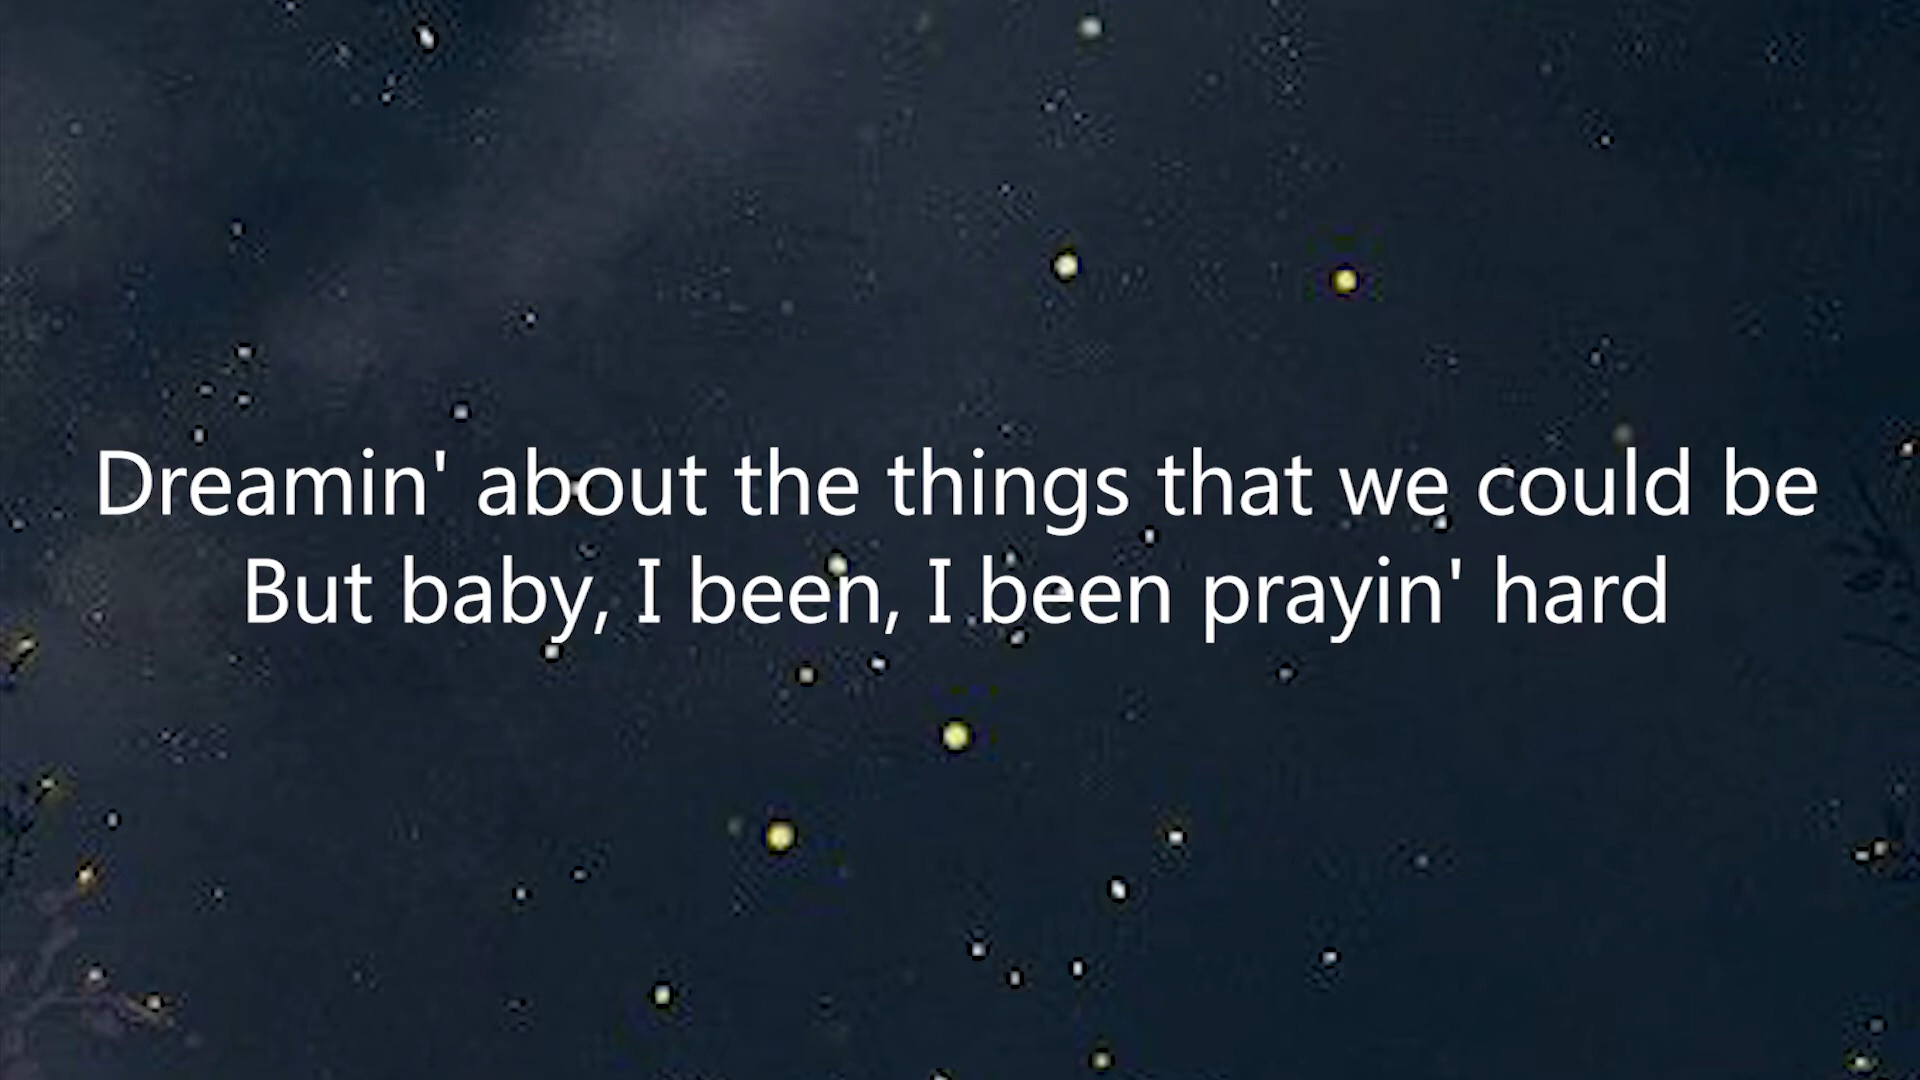 Dreamin' about the things that we could be
But baby, I been, I been prayin' hard